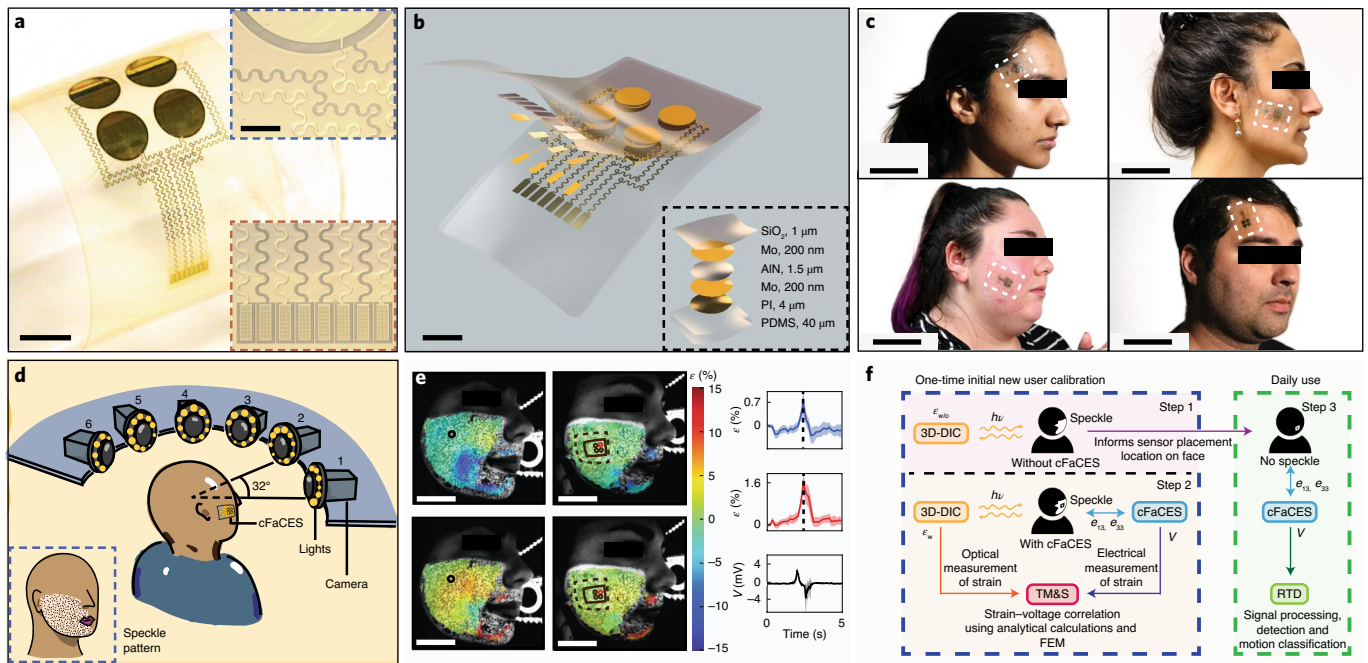 a
b
SiO2, 1 μm
Mo, 200 nm
AlN, 1.5 μm
Mo, 200 nm
PI, 4 μm
PDMS, 40 μm
c
d
6
5
4
3
2
1
32°
cFaCES
Lights
Camera
Speckle
pattern
e
ε (%)
15
10
5
0
−5
−10
−15
0.7
0
ε (%)
1.6
0
ε (%)
4
0
−4
V (mV)
0
5
Time (s)
f
One-time initial new user calibration
Daily use
εw/o
hν
Speckle
Step 1
Step 3
3D-DIC
Without cFaCES
Informs sensor placement
location on face
No speckle
Step 2
hν
Speckle
e13, e33
3D-DIC
cFaCES
cFaCES
e13, e33
εw
With cFaCES
V
V
Optical
measurement
of strain
Electrical
measurement
of strain
TM&S
RTD
Strain–voltage correlation
using analytical calculations and
FEM
Signal processing,
detection and
motion classification